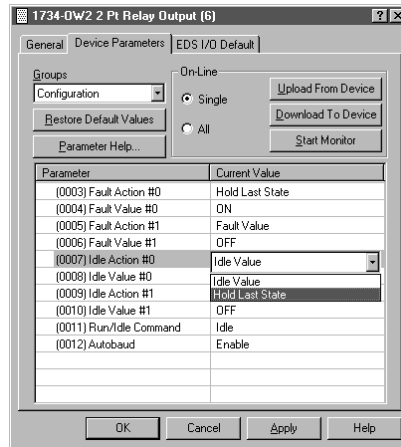 1734-OW2 2 Pt Relay Output (6)
General Device Parameters EDS I/O Default
Groups
Configuration
Restore Default Values
Parameter Help...
On-Line
Single
All
Upload From Device
Download To Device
Start Monitor
Parameter Current Value
(0003) Fault Action #0 Hold Last State
(0004) Fault Value #0 ON
(0005) Fault Action #1 Fault Value
(0006) Fault Value #1 OFF
(0007) Idle Action #0 Idle Value
(0008) Idle Value #0 Idle Value
(0009) Idle Action #1 Hold Last State
(0010) Idle Value #1 OFF
(0011) Run/Idle Command Idle
(0012) Autobaud Enable
OK Cancel Apply Help